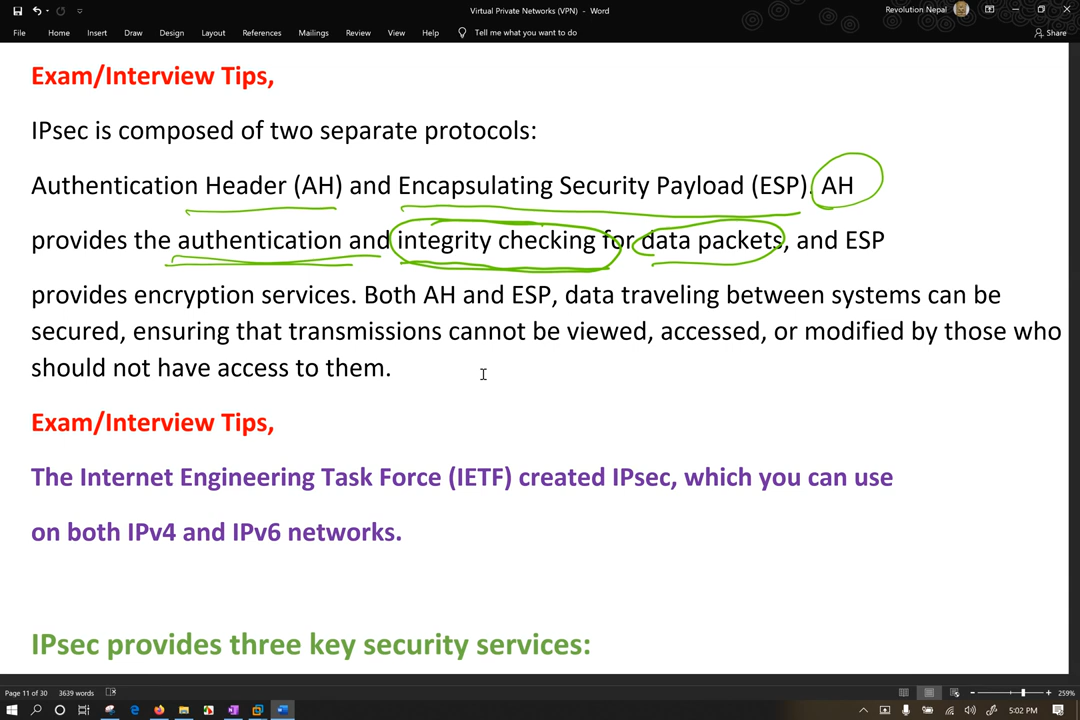 Virtual Private Networks (VPN) - Word
Revolution Nepal
File Home Insert Draw Design Layout References Mailings Review View Help Tell me what you want to do Share
Exam/Interview Tips,
IPsec is composed of two separate protocols:
Authentication Header (AH) and Encapsulating Security Payload (ESP). AH
provides the authentication and integrity checking for data packets, and ESP
provides encryption services. Both AH and ESP, data traveling between systems can be
secured, ensuring that transmissions cannot be viewed, accessed, or modified by those who
should not have access to them.
Exam/Interview Tips,
The Internet Engineering Task Force (IETF) created IPsec, which you can use
on both IPv4 and IPv6 networks.
IPsec provides three key security services:
Page 11 of 30 3639 words 259%
5:02 PM